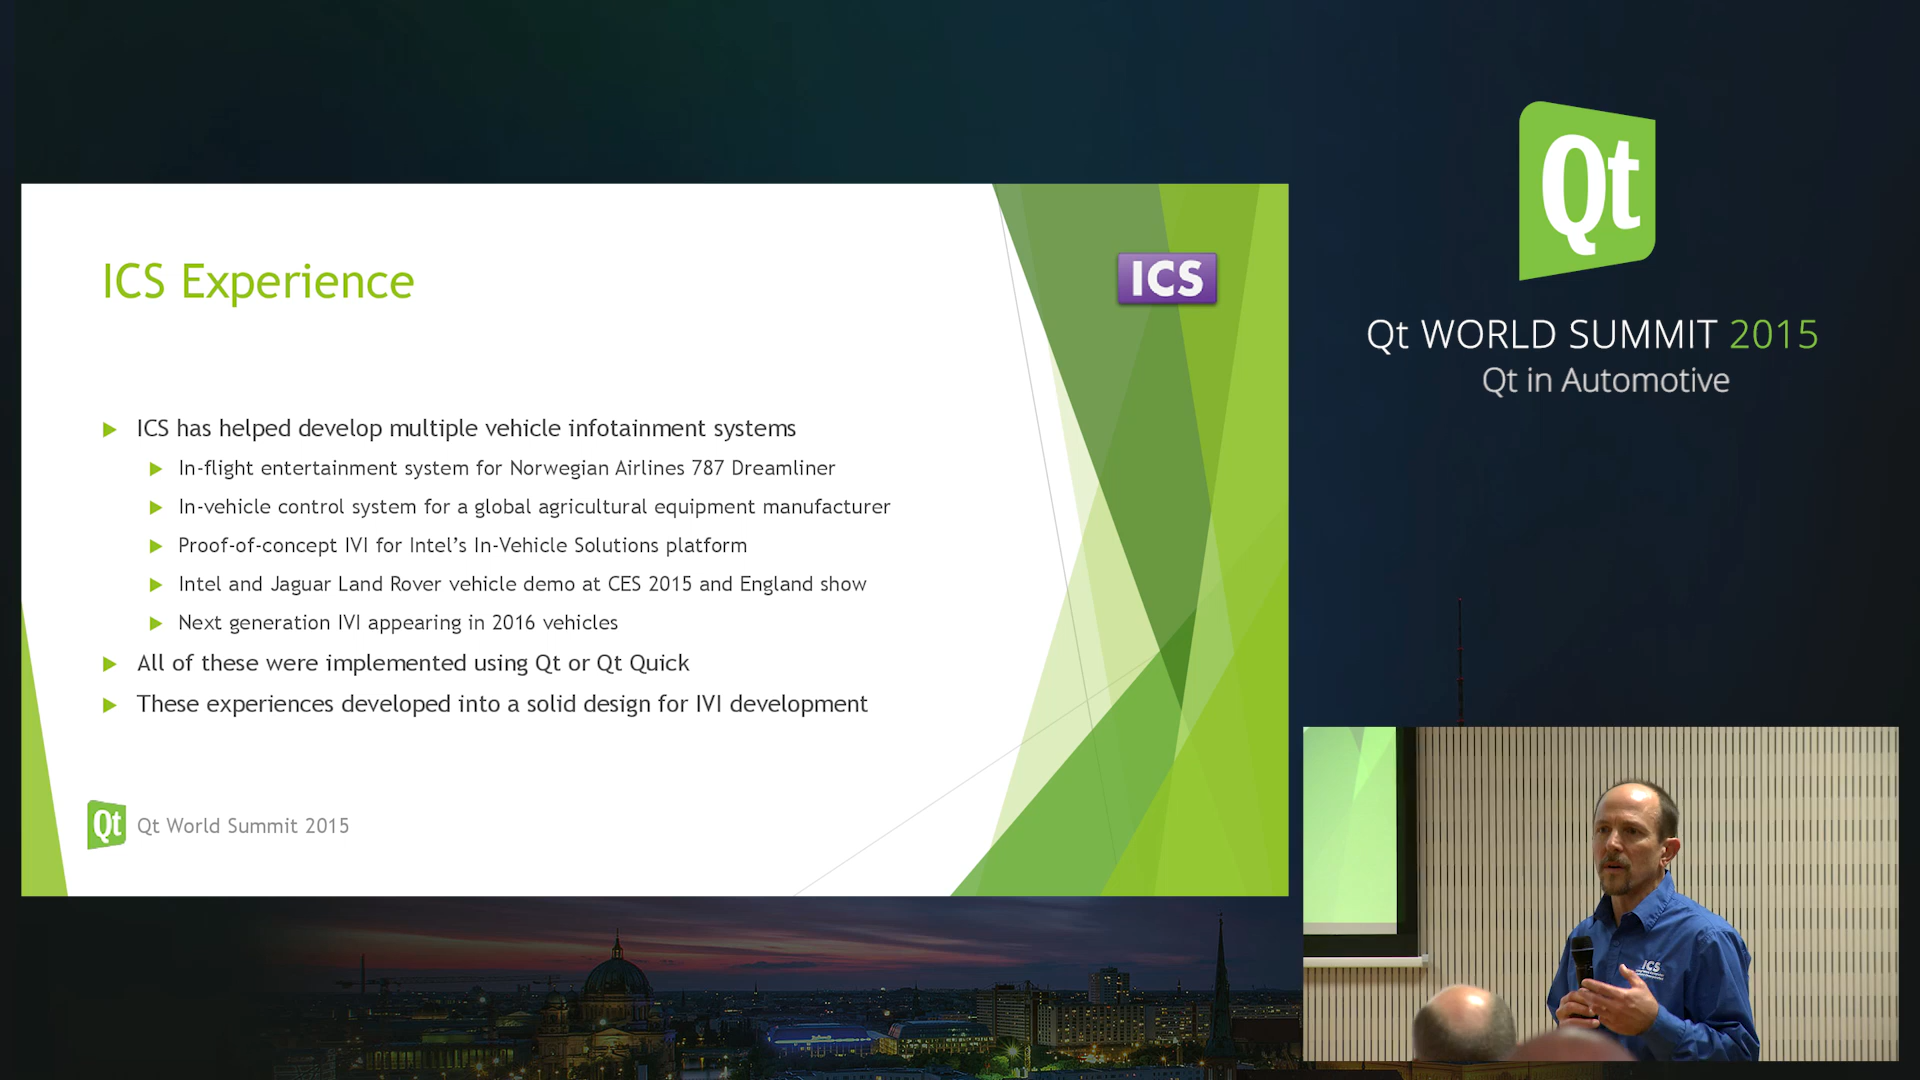 ICS Experience
ICS
ICS has helped develop multiple vehicle infotainment systems
In-flight entertainment system for Norwegian Airlines 787 Dreamliner
In-vehicle control system for a global agricultural equipment manufacturer
Proof-of-concept IVI for Intel’s In-Vehicle Solutions platform
Intel and Jaguar Land Rover vehicle demo at CES 2015 and England show
Next generation IVI appearing in 2016 vehicles
All of these were implemented using Qt or Qt Quick
These experiences developed into a solid design for IVI development
Qt Qt World Summit 2015
Qt
Qt WORLD SUMMIT 2015
Qt in Automotive
ICS